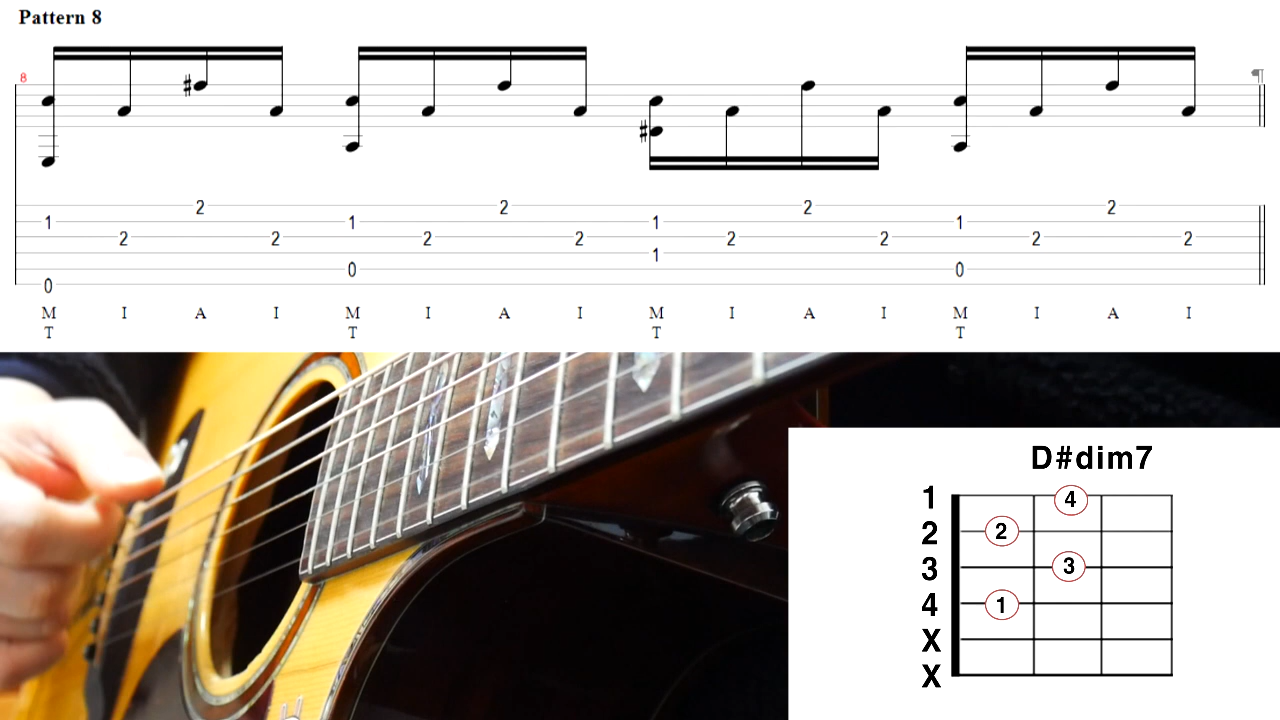 Pattern 8
8
2 2 2 2
1 1 1 1
2 2 2 2 2 2 2 2
1
0 0
0
M I A I M I A I M I A I M I A I
T T T T
D#dim7
1 4
2 2
3 3
4 1
X
X